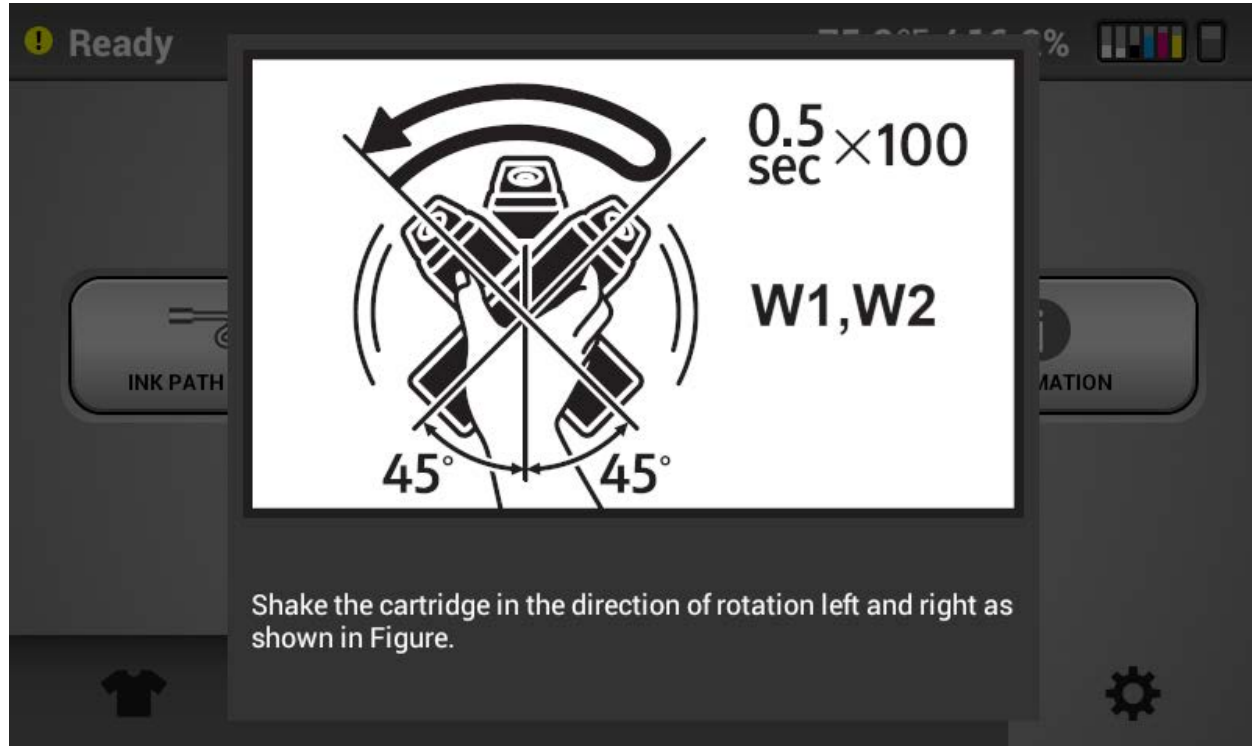 ! Ready
%
0.5
sec ×100
W1,W2
45° 45°
INK PATH
MATION
Shake the cartridge in the direction of rotation left and right as
shown in Figure.